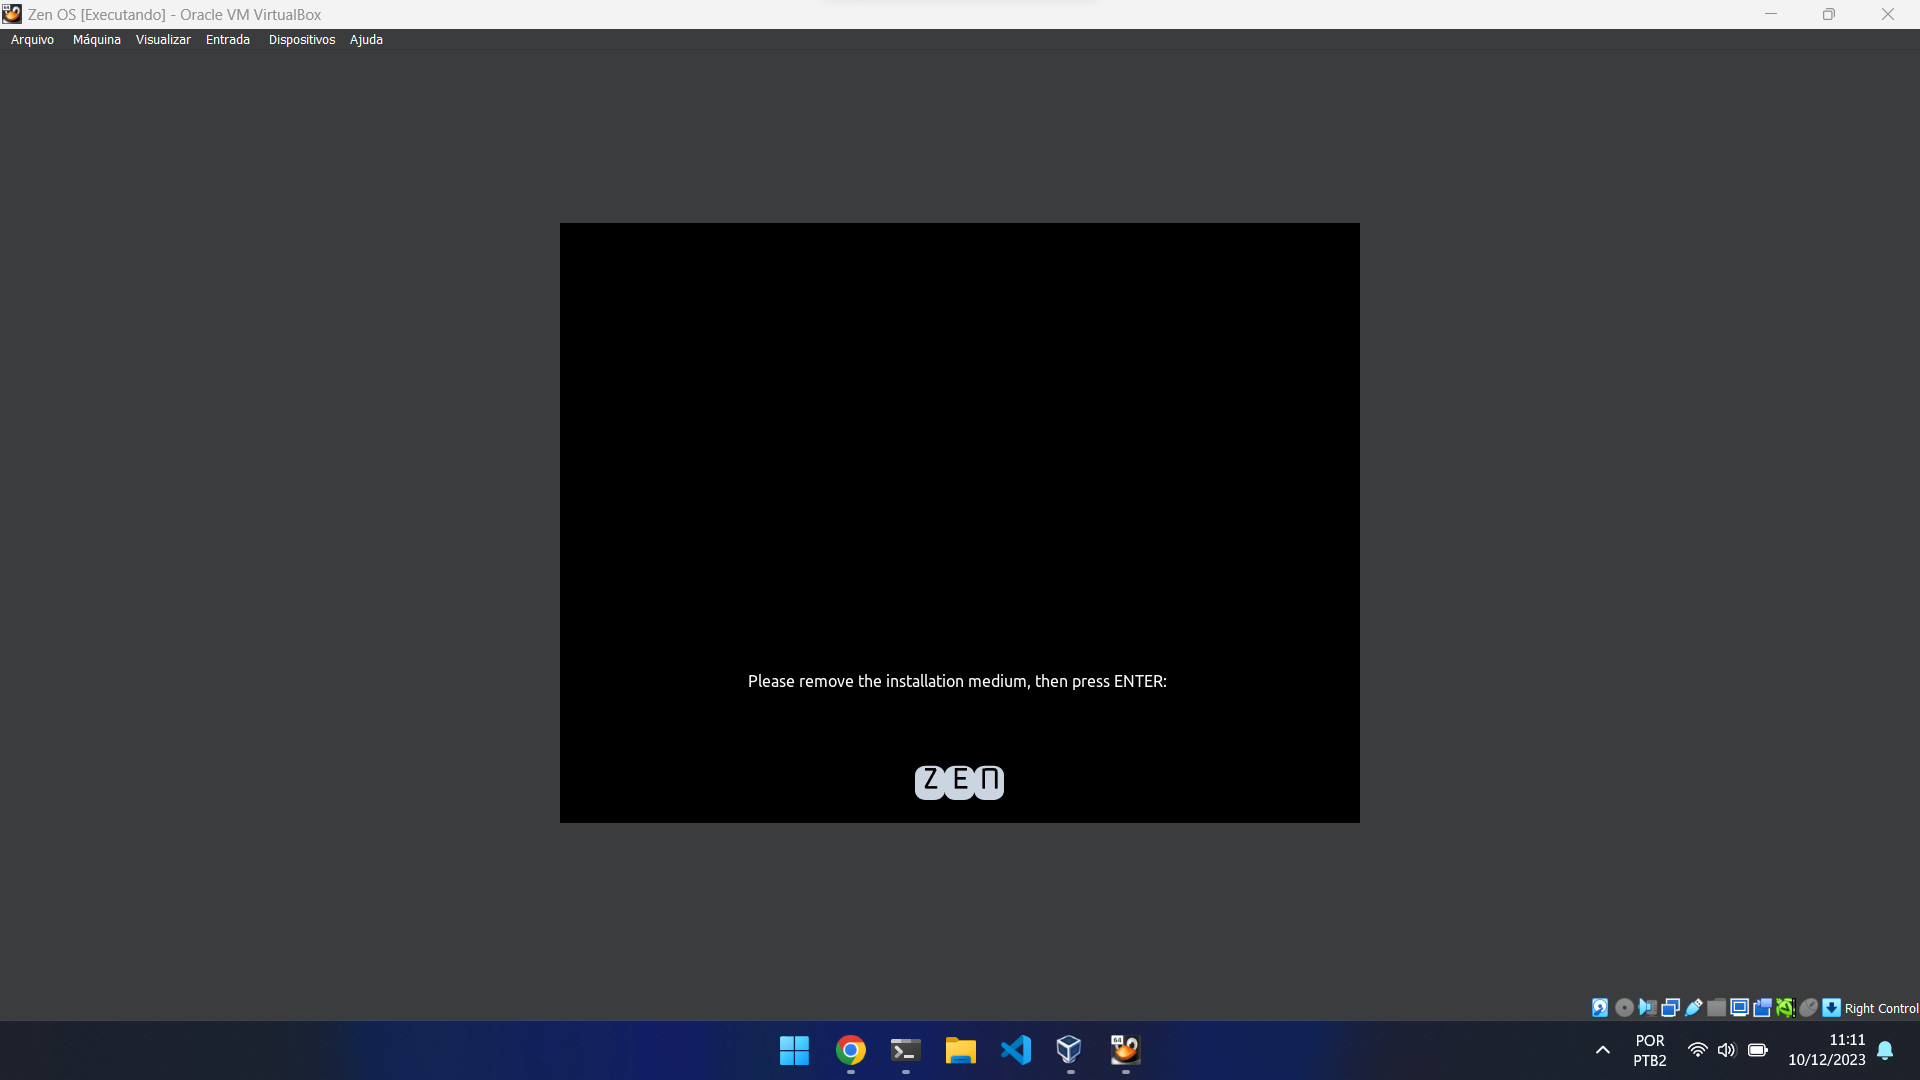 Zen OS [Executando] - Oracle VM VirtualBox
Arquivo Máquina Visualizar Entrada Dispositivos Ajuda
Please remove the installation medium, then press ENTER:
ZEN
Right Control
64
POR
PTB2
11:11
10/12/2023